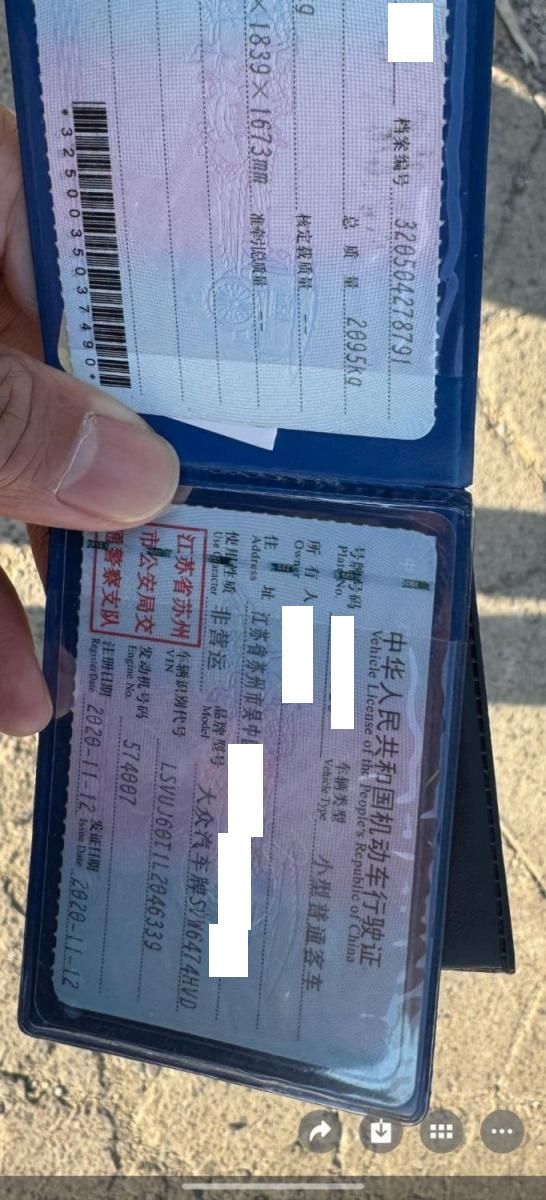 档案编号 320504278791
总质量 2095kg
核定载质量 --
×1839×1673mm 准牵引总质量 --
*3250035037490*
中华人民共和国机动车行驶证
Vehicle License of the People's Republic of China
号牌号码
Plate No.
车辆类型
Vehicle Type
小型普通客车
所有人
Owner
住址
Address
江苏省苏州市吴中
使用性质
Use Character
非营运
品牌型号
Model
大众汽车牌SVW6474HVD
江苏省苏州
市公安局交
通警察支队
车辆识别代号
VIN
LSVUJ60T1L2046339
发动机号码
Engine No.
574007
注册日期
Register Date
2020-11-12
发证日期
Issue Date
2020-11-12